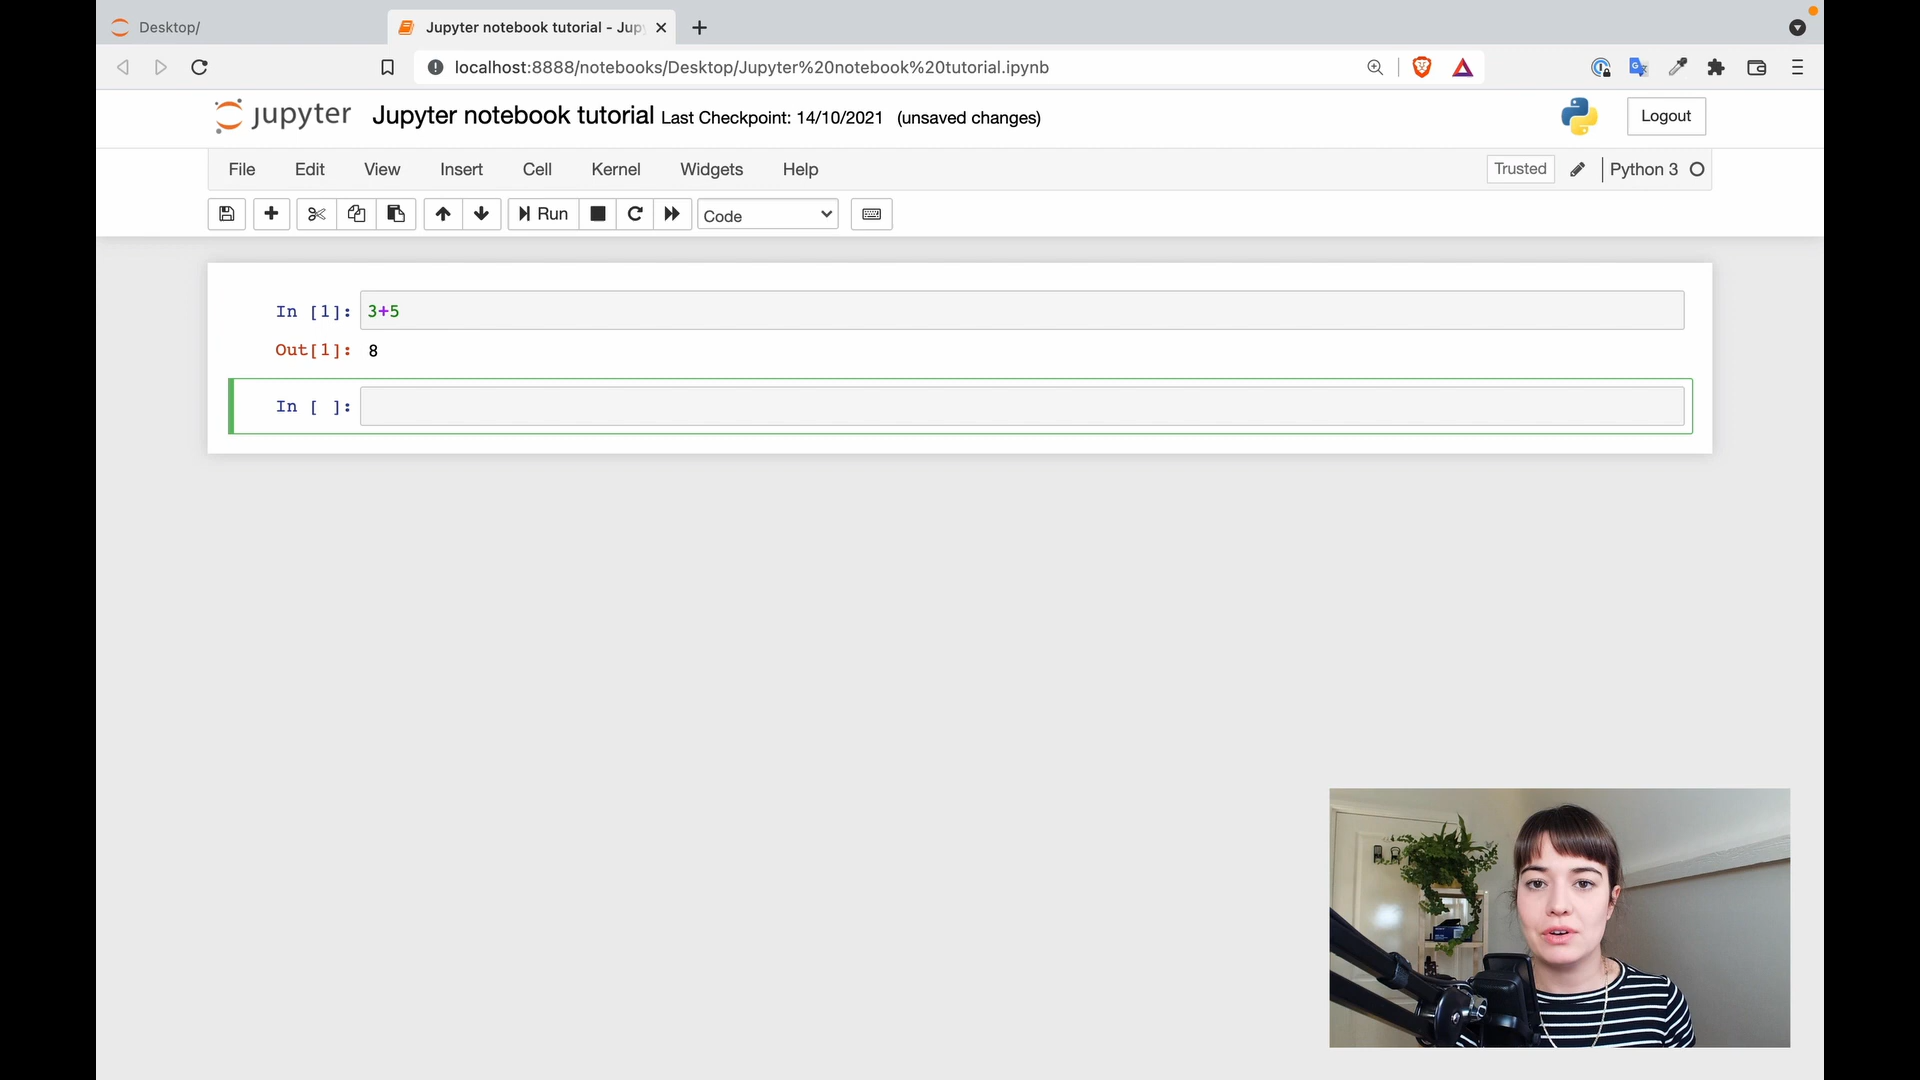 Desktop/
Jupyter notebook tutorial - Jup
localhost:8888/notebooks/Desktop/Jupyter%20notebook%20tutorial.ipynb
jupyter Jupyter notebook tutorial Last Checkpoint: 14/10/2021 (unsaved changes)
Logout
File Edit View Insert Cell Kernel Widgets Help
Trusted Python 3
Run Code
In [1]: 3+5
Out[1]: 8
In [ ]: